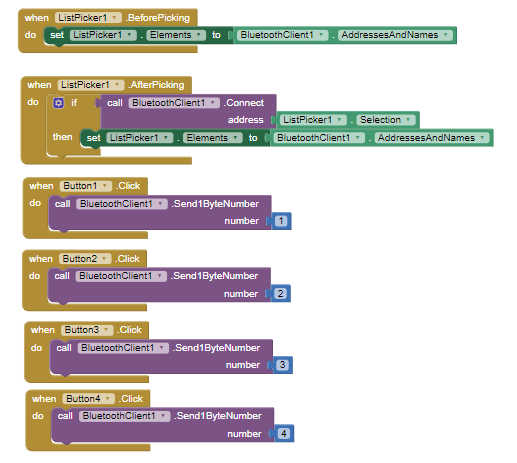 when ListPicker1 .BeforePicking
do set ListPicker1 . Elements to BluetoothClient1 . AddressesAndNames
when ListPicker1 .AfterPicking
do if call BluetoothClient1 .Connect
address ListPicker1 . Selection
then set ListPicker1 . Elements to BluetoothClient1 . AddressesAndNames
when Button1 .Click
do call BluetoothClient1 .Send1ByteNumber
number 1
when Button2 .Click
do call BluetoothClient1 .Send1ByteNumber
number 2
when Button3 .Click
do call BluetoothClient1 .Send1ByteNumber
number 3
when Button4 .Click
do call BluetoothClient1 .Send1ByteNumber
number 4